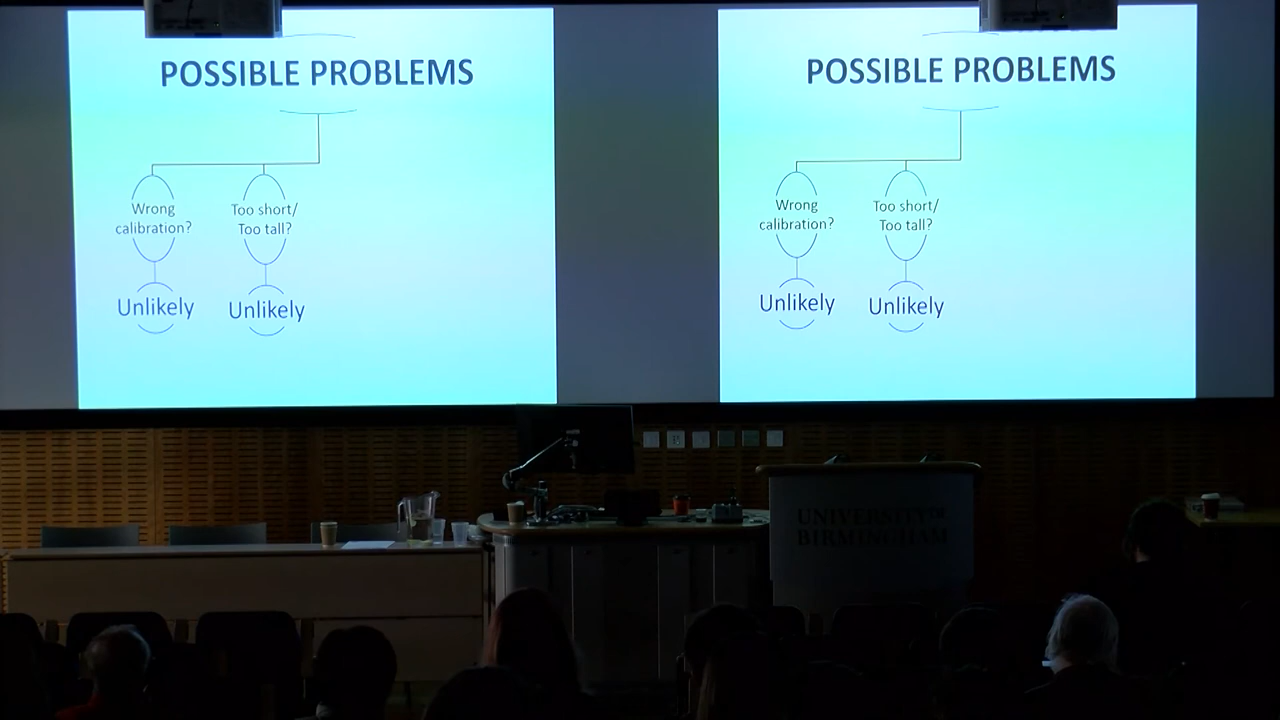 POSSIBLE PROBLEMS
Wrong
calibration?
Too short/
Too tall?
Unlikely
Unlikely
POSSIBLE PROBLEMS
Wrong
calibration?
Too short/
Too tall?
Unlikely
Unlikely
UNIVERSITY OF
BIRMINGHAM